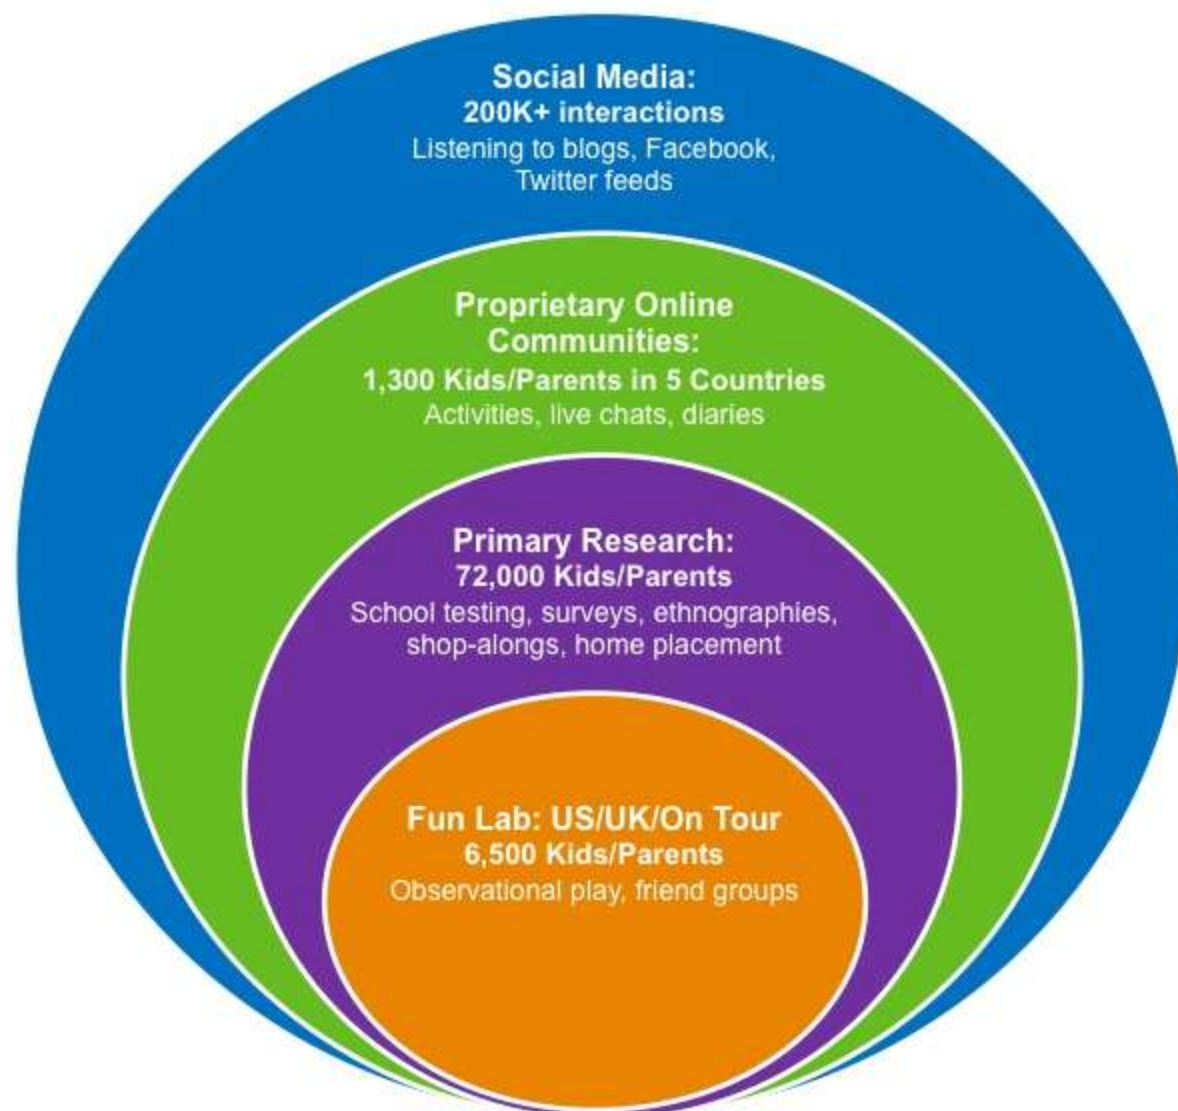 Social Media:
200K+ interactions
Listening to blogs, Facebook,
Twitter feeds
Proprietary Online
Communities:
1,300 Kids/Parents in 5 Countries
Activities, live chats, diaries
Primary Research:
72,000 Kids/Parents
School testing, surveys, ethnographies,
shop-alongs, home placement
Fun Lab: US/UK/On Tour
6,500 Kids/Parents
Observational play, friend groups